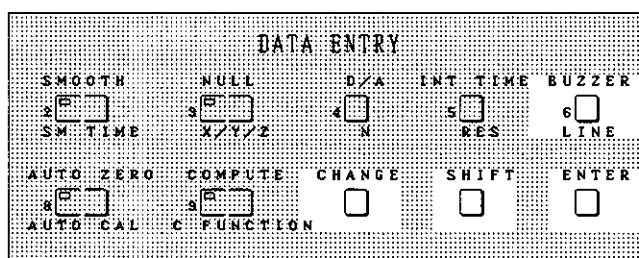 DATA ENTRY
SMOOTH NULL D/A INT TIME BUZZER
2 3 4 5 6
SM TIME X/Y/Z N RES LINE
AUTO ZERO COMPUTE CHANGE SHIFT ENTER
8 9
AUTO CAL C FUNCTION